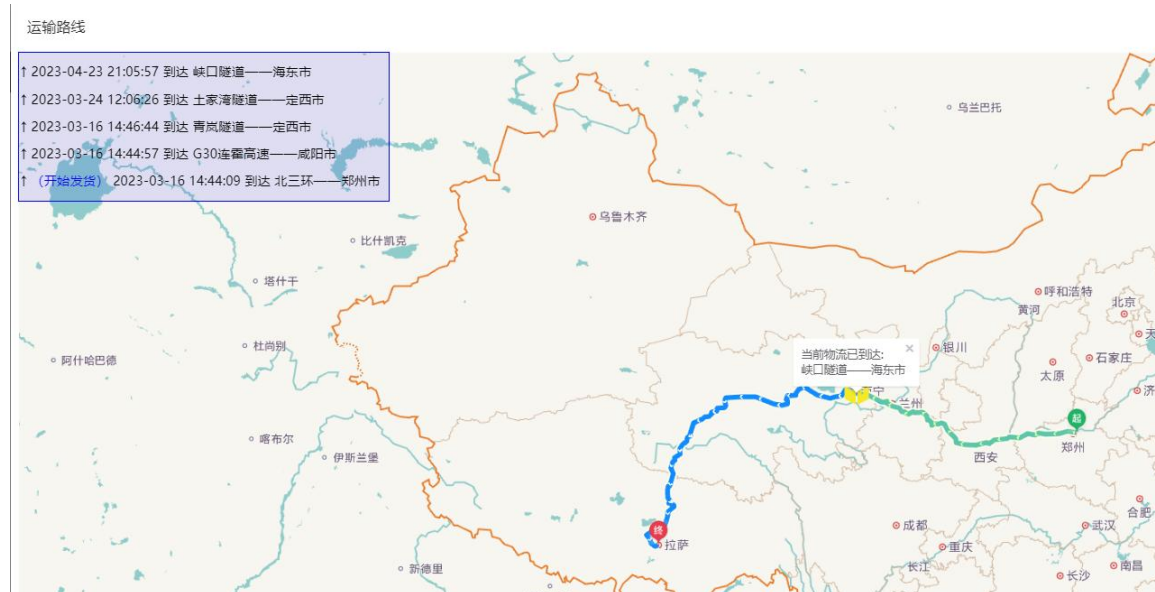 运输路线
↑ 2023-04-23 21:05:57 到达 峡口隧道——海东市
↑ 2023-03-24 12:06:26 到达 土家湾隧道——定西市
↑ 2023-03-16 14:46:44 到达 青岚隧道——定西市
↑ 2023-03-16 14:44:57 到达 G30连霍高速——咸阳市
↑ （开始发货） 2023-03-16 14:44:09 到达 北三环——郑州市
乌兰巴托
乌鲁木齐
比什凯克
塔什干
呼和浩特
黄河
北京
天
杜尚别
阿什哈巴德
当前物流已到达:
峡口隧道——海东市
×
银川
石家庄
太原
济
宁
兰州
起
郑州
西安
喀布尔
伊斯兰堡
终
拉萨
合肥
成都
武汉
重庆
长江
新德里
长沙
南昌